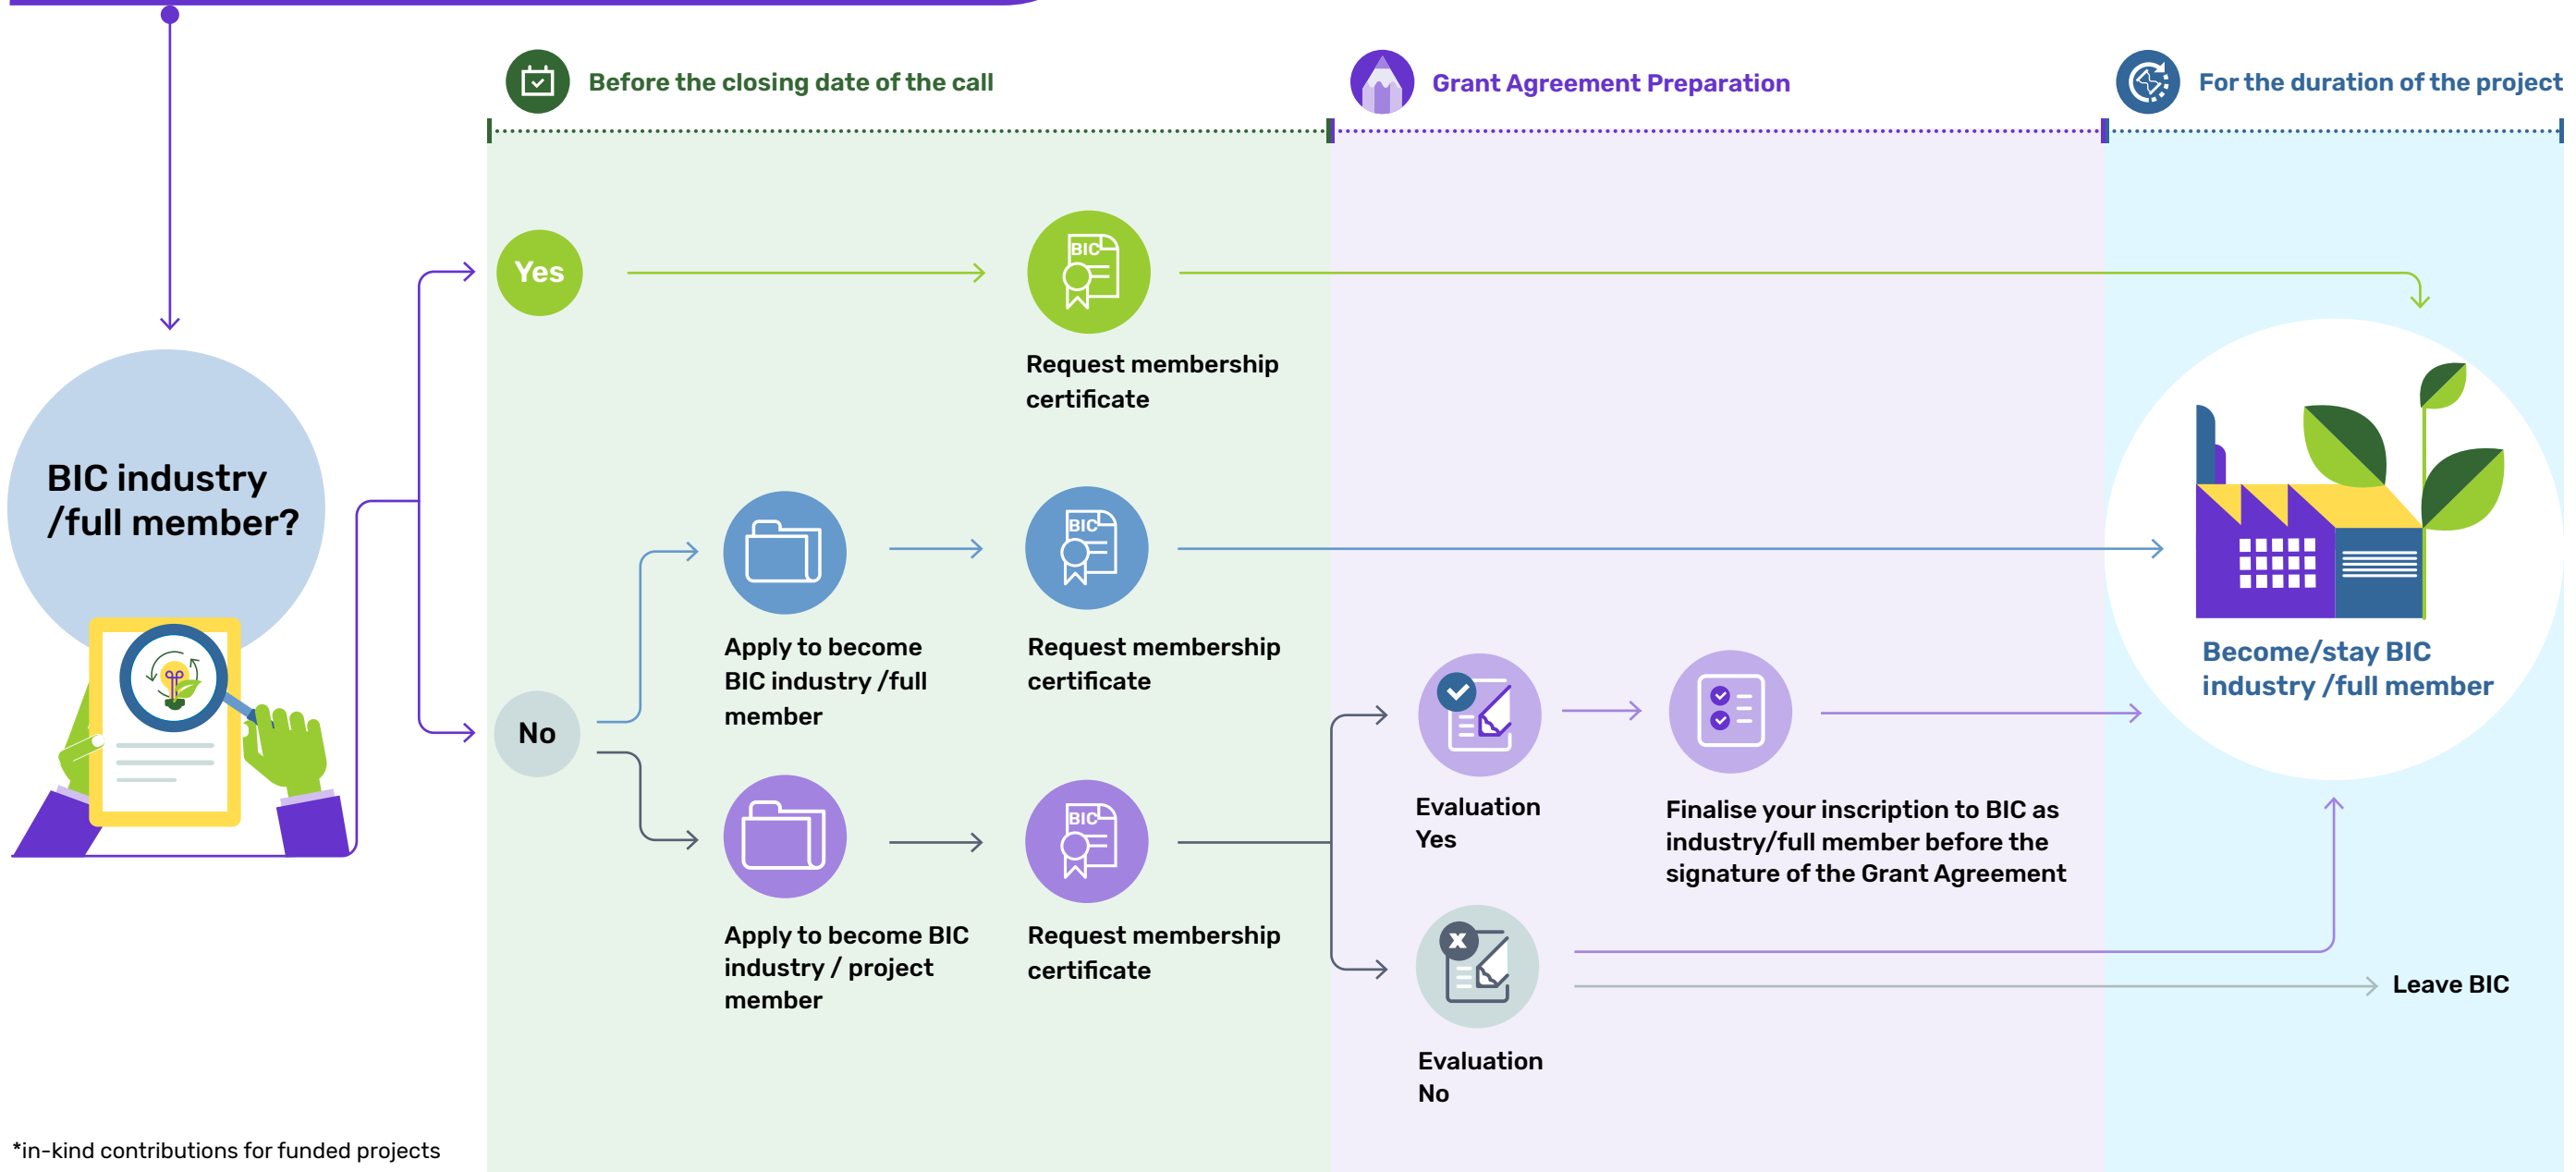 Before the closing date of the call
Grant Agreement Preparation
For the duration of the project
Yes
BIC
Request membership
certificate
BIC industry
/full member?
BIC
Apply to become
BIC industry /full
member
Request membership
certificate
Become/stay BIC
industry /full member
No
BIC
Evaluation
Yes
Finalise your inscription to BIC as
industry/full member before the
signature of the Grant Agreement
Apply to become BIC
industry / project
member
Request membership
certificate
X
Leave BIC
Evaluation
No
*in-kind contributions for funded projects